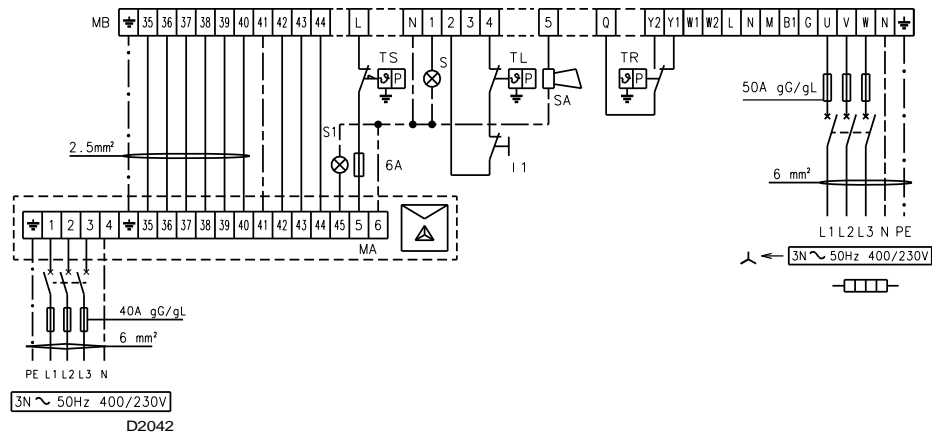 MB 35 36 37 38 39 40 41 42 43 44 L N 1 2 3 4 5 Q Y2 Y1 W1 W2 L N M B1 G U V W N
TS S TL TR
ϑ P ϑ P ϑ P
SA
50A gG/gL
S1
6A
I1
2.5mm²
6 mm²
1 2 3 4 35 36 37 38 39 40 41 42 43 44 45 5 6
MA
L1 L2 L3 N PE
3N ~ 50Hz 400/230V
40A gG/gL
6 mm²
PE L1 L2 L3 N
3N ~ 50Hz 400/230V
D2042